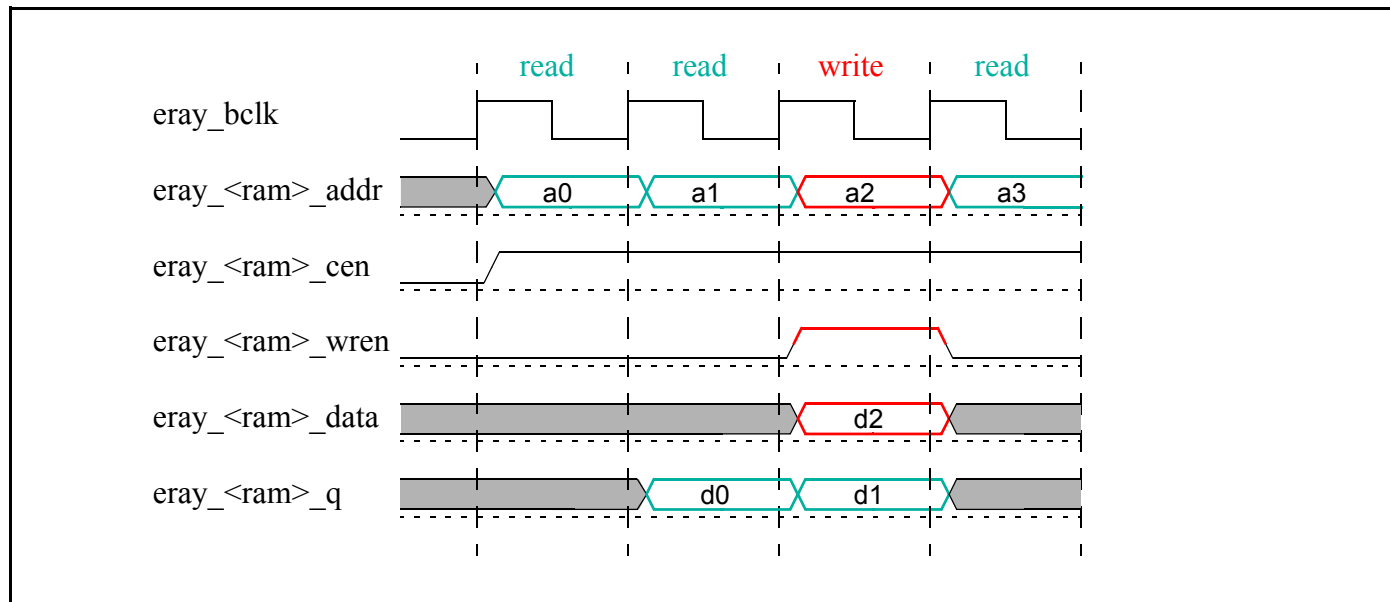 read read write read
eray_bclk
eray_<ram>_addr a0 a1 a2 a3
eray_<ram>_cen
eray_<ram>_wren
eray_<ram>_data d2
eray_<ram>_q d0 d1